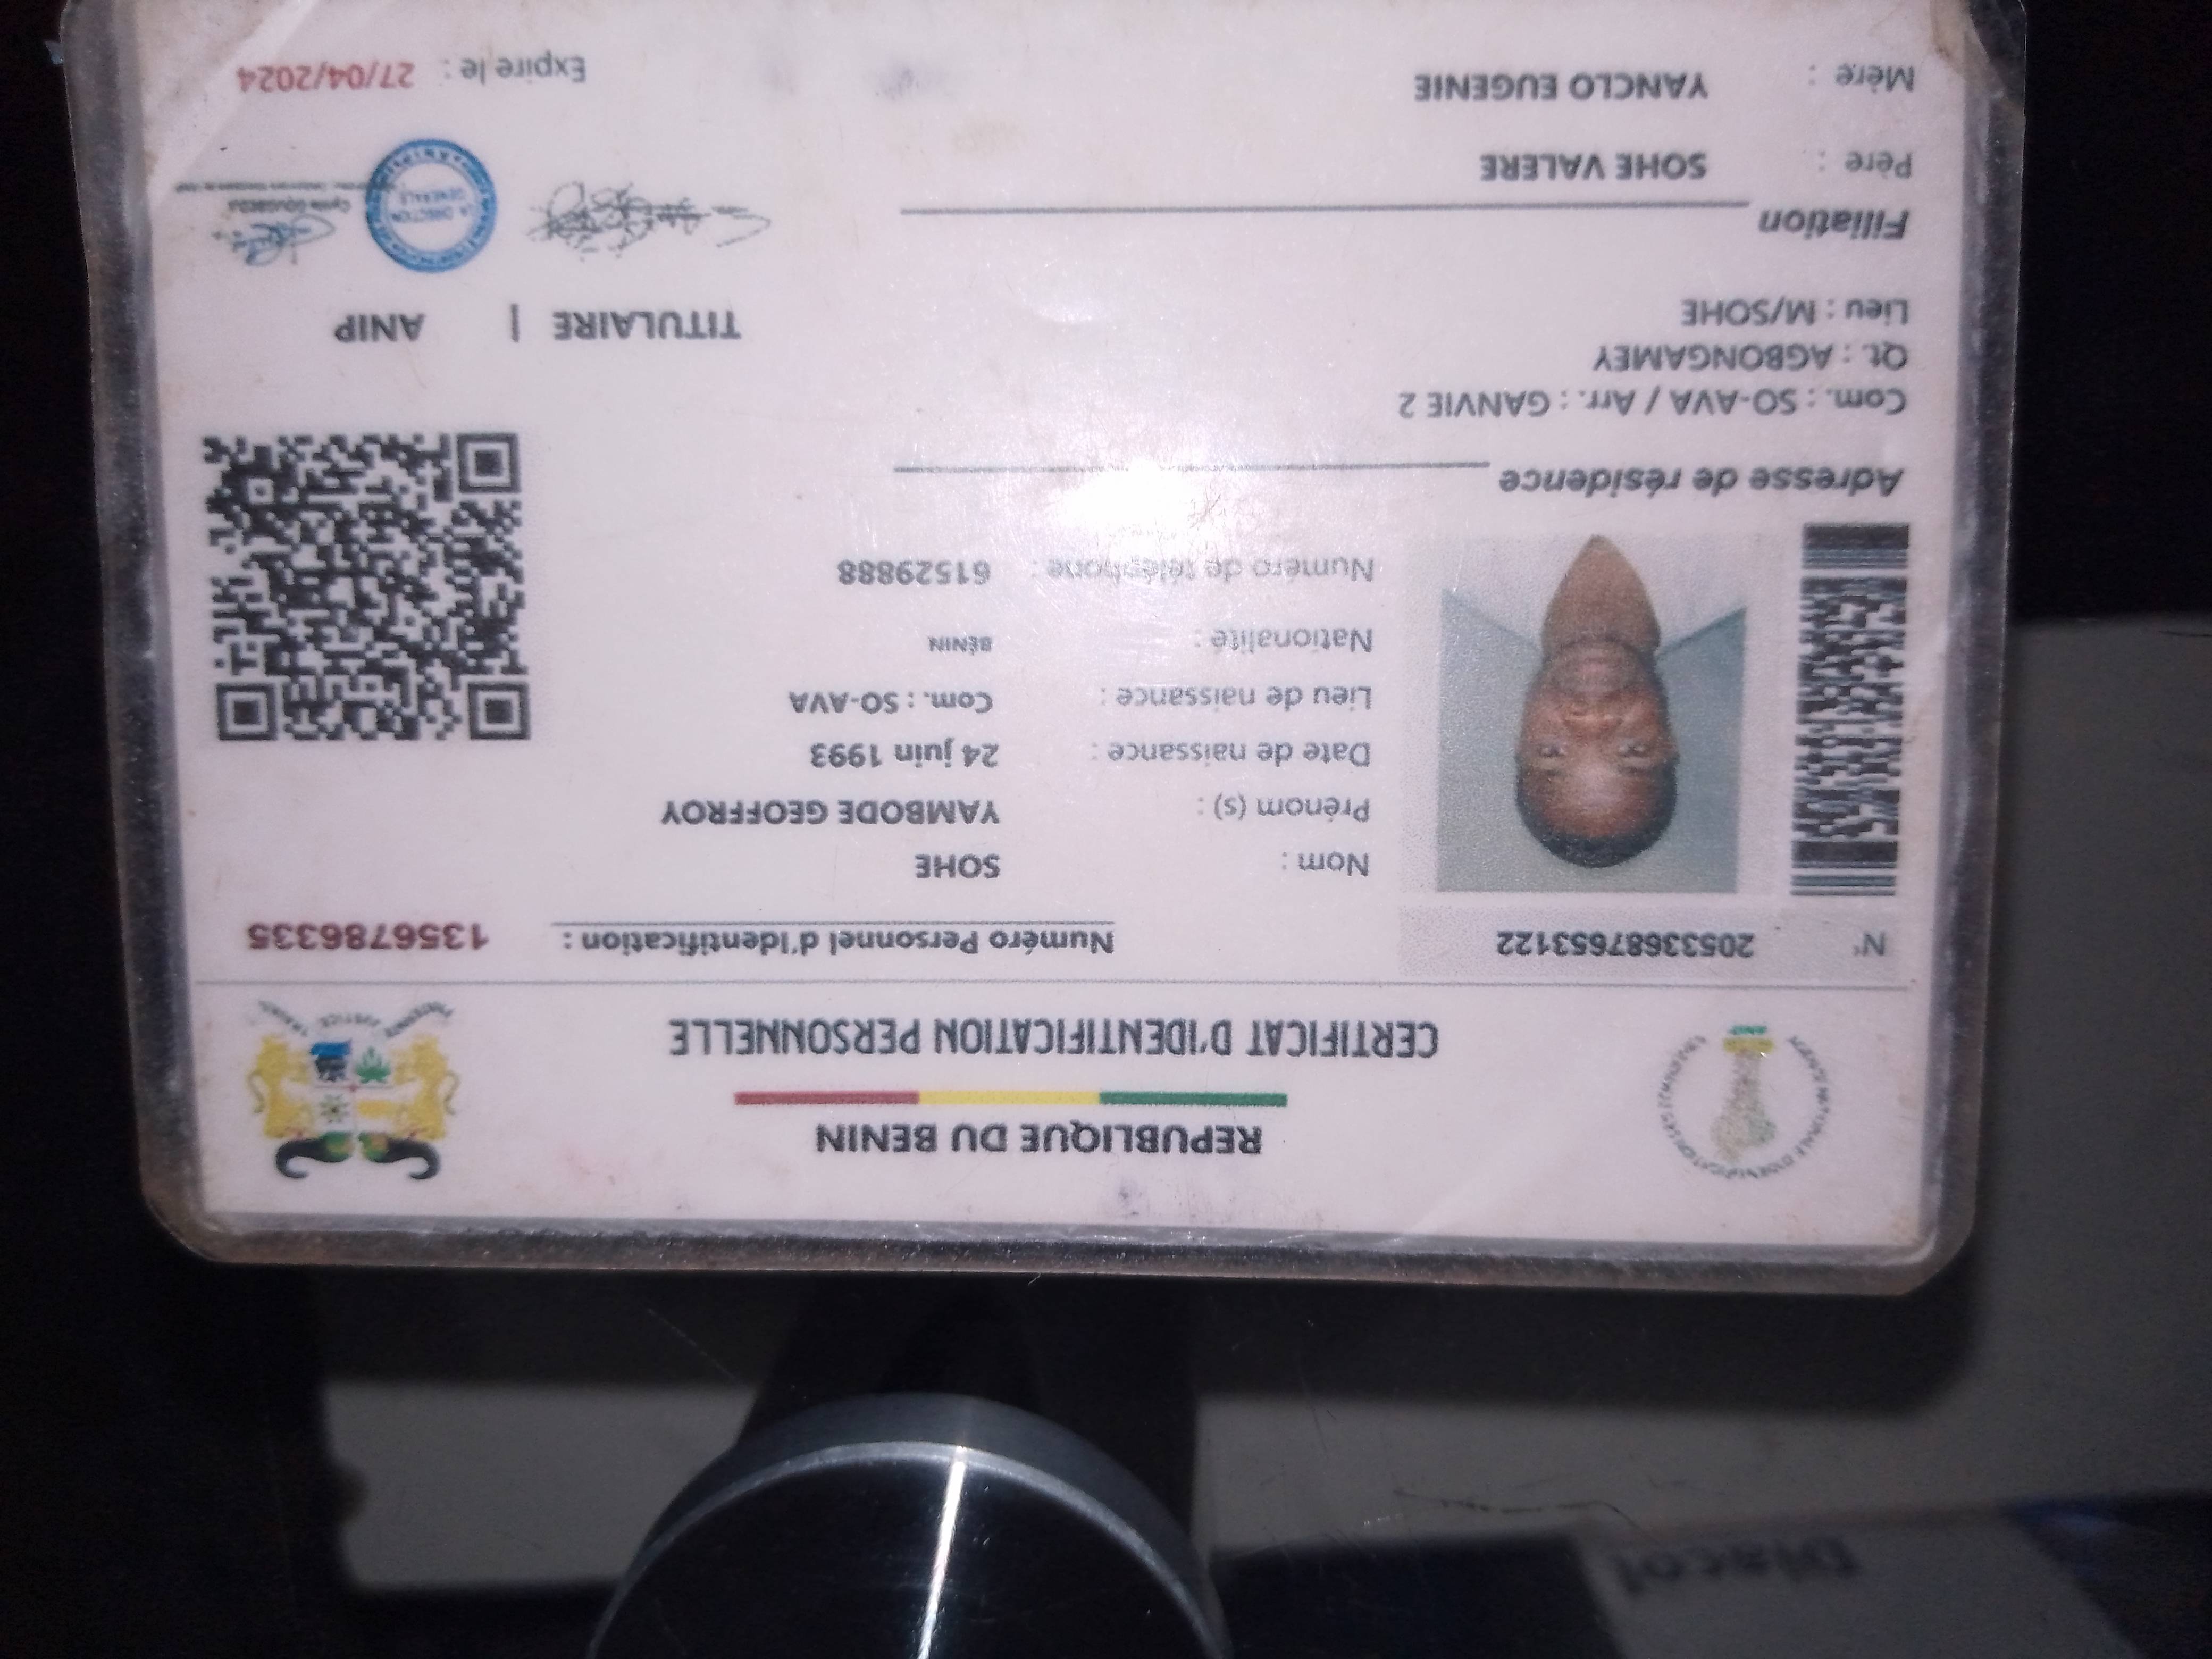 REPUBLIQUE DU BENIN
CERTIFICAT D'IDENTIFICATION PERSONNELLE
N° 20533687653122
Numéro Personnel d'Identification : 1356786335
Nom : SOHE
Prénom (s) : YAMBODE GEOFFROY
Date de naissance : 24 juin 1993
Lieu de naissance : Com. : SO-AVA
Nationalité : BÉNIN
Numéro de téléphone : 61529888
Adresse de résidence
Com. : SO-AVA / Arr. : GANVIE 2
Qt. : AGBONGAMEY
Lieu : M/SOHE
TITULAIRE | ANIP
Filiation
Père : SOHE VALERE
Mère : YANCLO EUGENIE
LA DIRECTION
GENERALE
Expire le : 27/04/2024